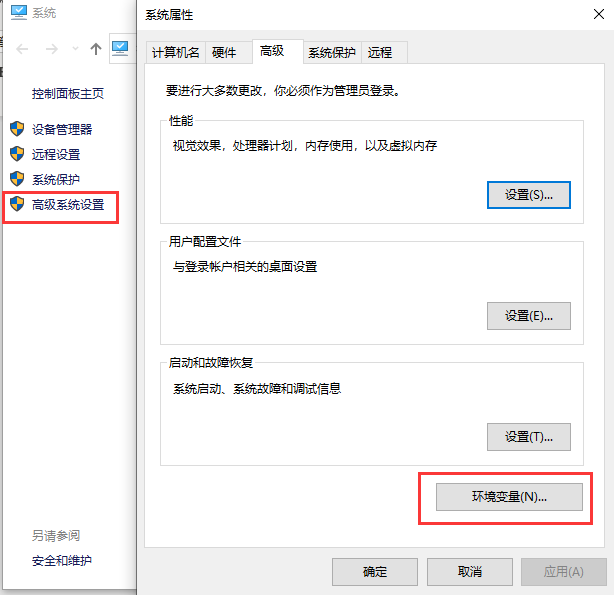 系统
控制面板主页
设备管理器
远程设置
系统保护
高级系统设置
另请参阅
安全和维护
系统属性
计算机名 硬件 高级 系统保护 远程
要进行大多数更改，你必须作为管理员登录。
性能
视觉效果，处理器计划，内存使用，以及虚拟内存
设置(S)...
用户配置文件
与登录帐户相关的桌面设置
设置(E)...
启动和故障恢复
系统启动、系统故障和调试信息
设置(T)...
环境变量(N)...
确定 取消 应用(A)